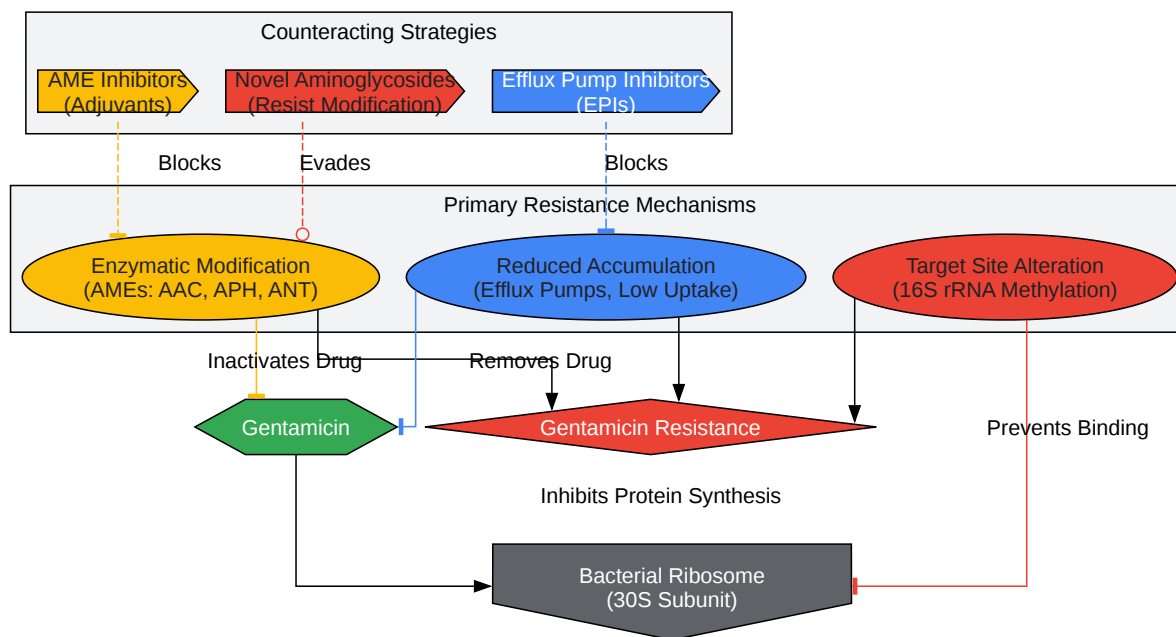 Counteracting Strategies
AME Inhibitors
(Adjuvants)
Novel Aminoglycosides
(Resist Modification)
Efflux Pump Inhibitors
(EPIs)
Blocks
Evades
Blocks
Primary Resistance Mechanisms
Enzymatic Modification
(AMEs: AAC, APH, ANT)
Reduced Accumulation
(Efflux Pumps, Low Uptake)
Target Site Alteration
(16S rRNA Methylation)
Inactivates Drug
Removes Drug
Gentamicin
Gentamicin Resistance
Prevents Binding
Inhibits Protein Synthesis
Bacterial Ribosome
(30S Subunit)